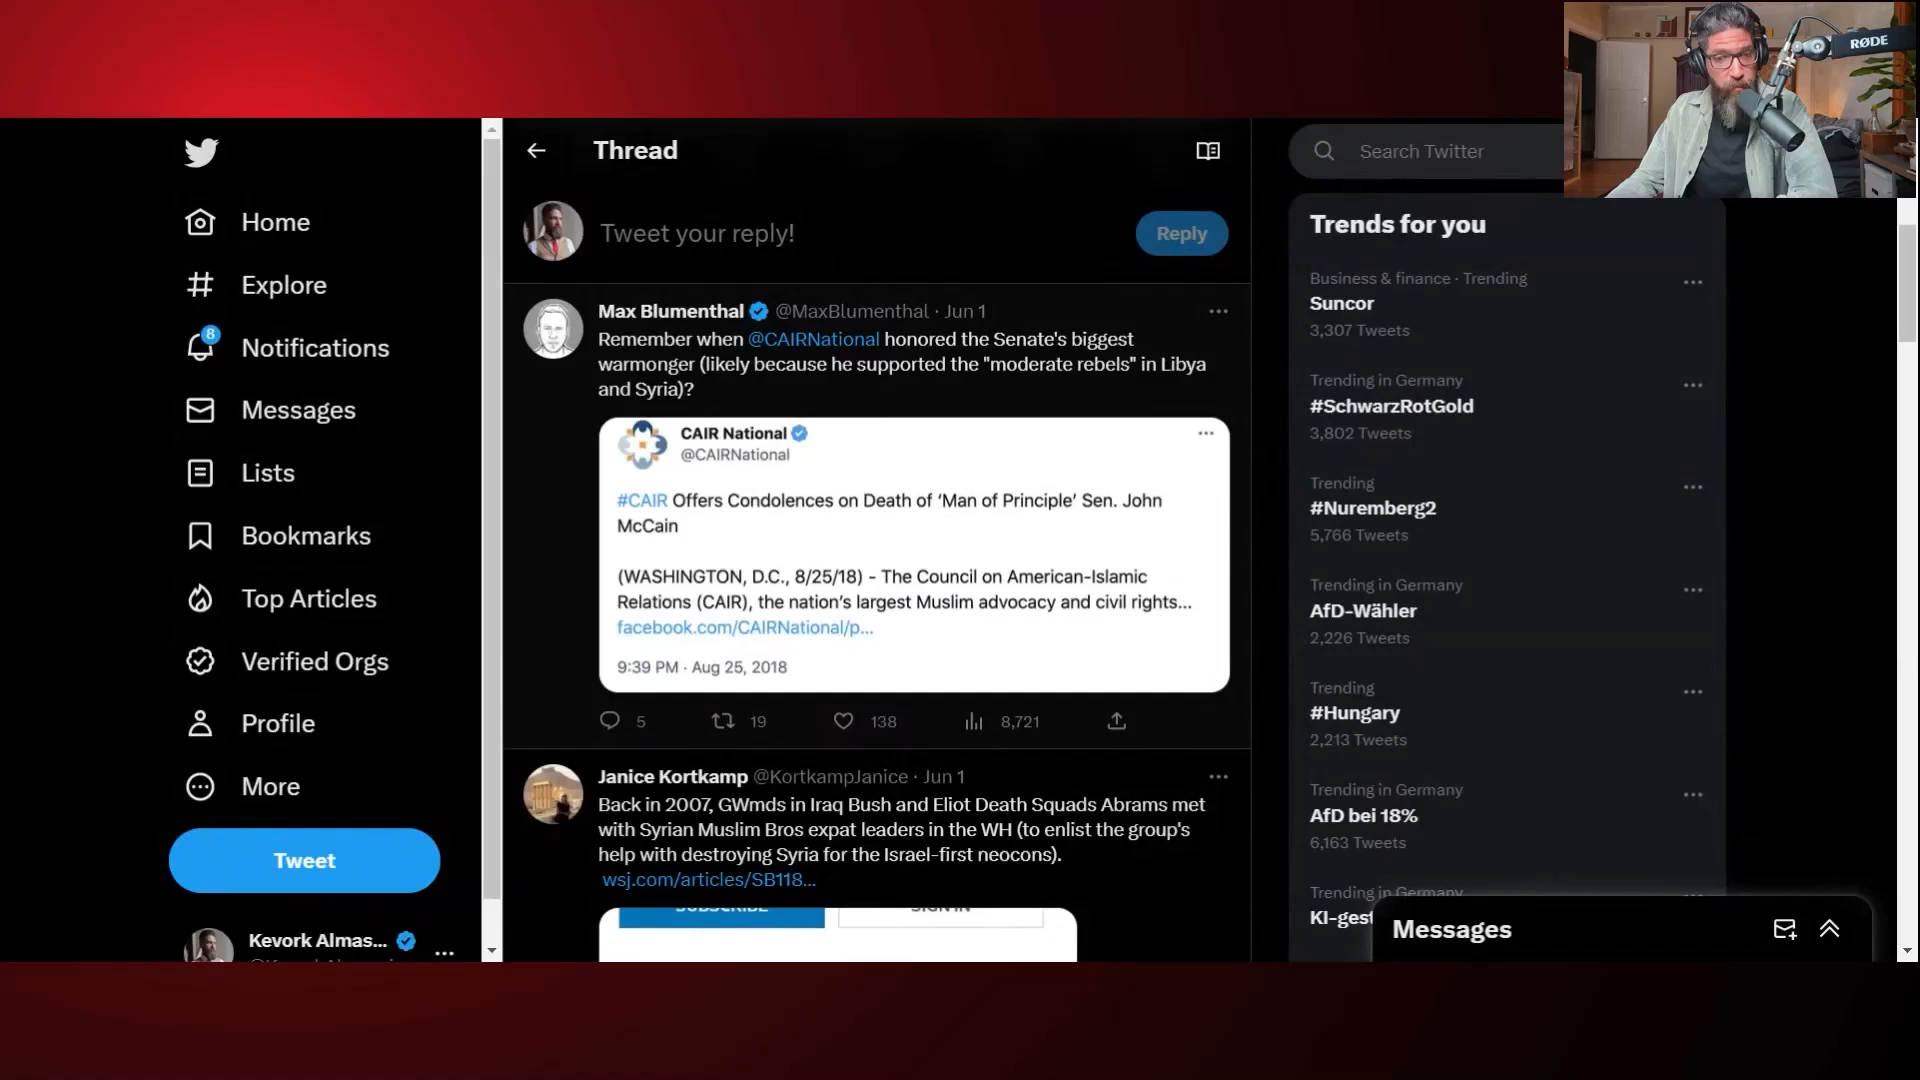 RØDE
Home
Explore
8
Notifications
Messages
Lists
Bookmarks
Top Articles
Verified Orgs
Profile
More
Tweet
Kevork Almas...
Thread
Tweet your reply!
Reply
Max Blumenthal @MaxBlumenthal · Jun 1
Remember when @CAIRNational honored the Senate's biggest
warmonger (likely because he supported the "moderate rebels" in Libya
and Syria)?
CAIR National
@CAIRNational
#CAIR Offers Condolences on Death of ‘Man of Principle’ Sen. John
McCain
(WASHINGTON, D.C., 8/25/18) - The Council on American-Islamic
Relations (CAIR), the nation’s largest Muslim advocacy and civil rights...
facebook.com/CAIRNational/p...
9:39 PM · Aug 25, 2018
5 19 138 8,721
Janice Kortkamp @KortkampJanice · Jun 1
Back in 2007, GWmds in Iraq Bush and Eliot Death Squads Abrams met
with Syrian Muslim Bros expat leaders in the WH (to enlist the group's
help with destroying Syria for the Israel-first neocons).
wsj.com/articles/SB118...
SUBSCRIBE SIGN IN
Search Twitter
Trends for you
Business & finance · Trending
Suncor
3,307 Tweets
Trending in Germany
#SchwarzRotGold
3,802 Tweets
Trending
#Nuremberg2
5,766 Tweets
Trending in Germany
AfD-Wähler
2,226 Tweets
Trending
#Hungary
2,213 Tweets
Trending in Germany
AfD bei 18%
6,163 Tweets
Trending in Germany
KI-gest
Messages